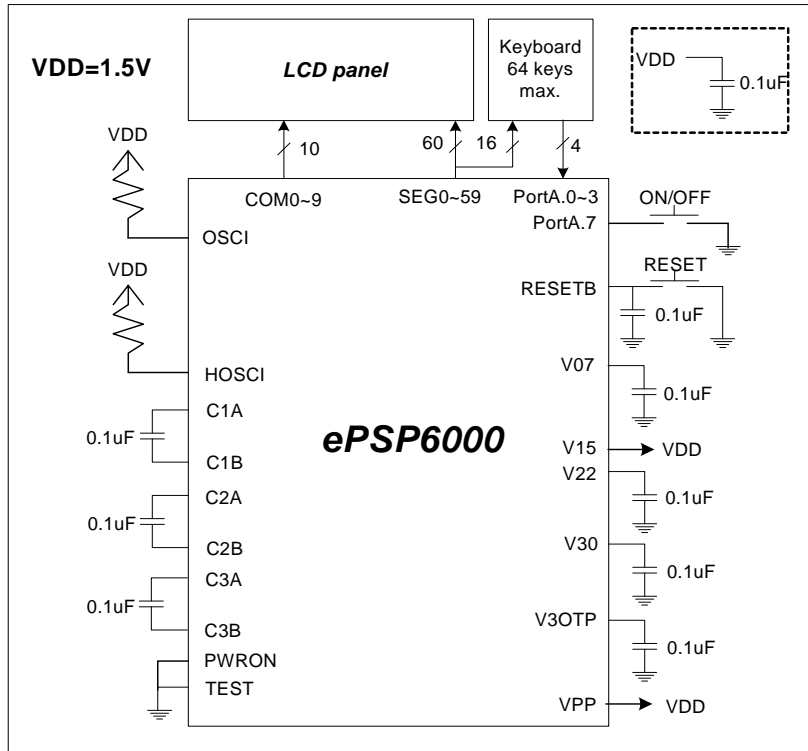 VDD=1.5V
LCD panel
Keyboard
64 keys
max.
VDD
0.1uF
VDD
10
60
16
4
COM0~9
SEG0~59
PortA.0~3
ON/OFF
PortA.7
OSCI
RESET
VDD
RESETB
0.1uF
HOSCI
V07
C1A
0.1uF
0.1uF
C1B
ePSP6000
V15
VDD
C2A
V22
0.1uF
0.1uF
C2B
V30
C3A
0.1uF
0.1uF
C3B
V3OTP
0.1uF
PWRON
TEST
VPP
VDD